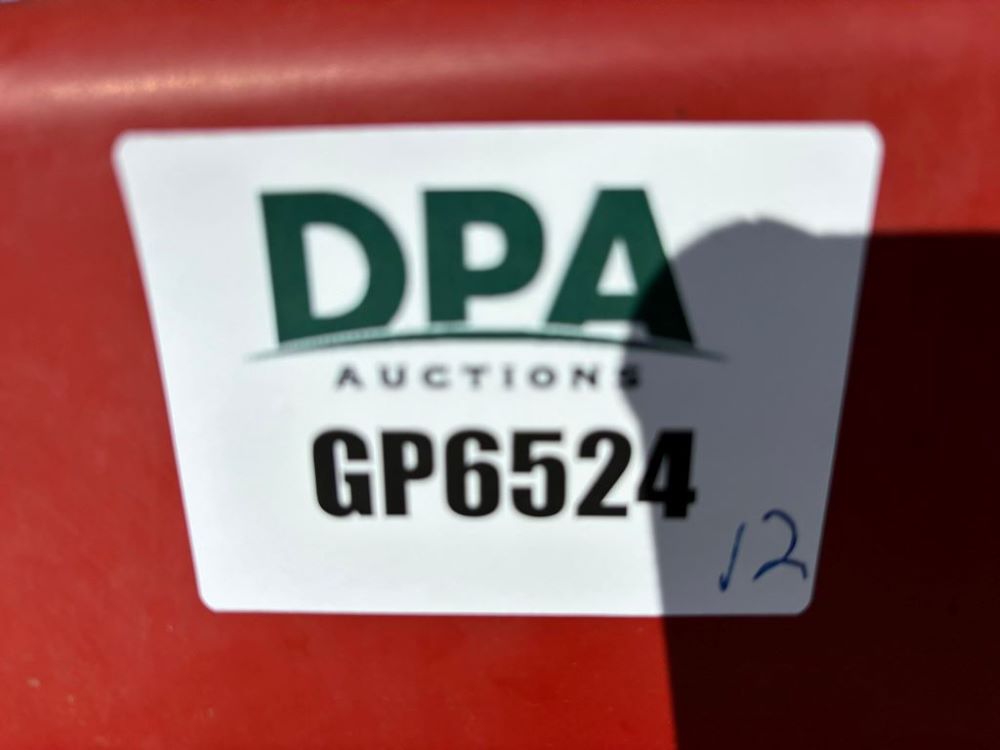 DPA
AUCTIONS
GP6524
12